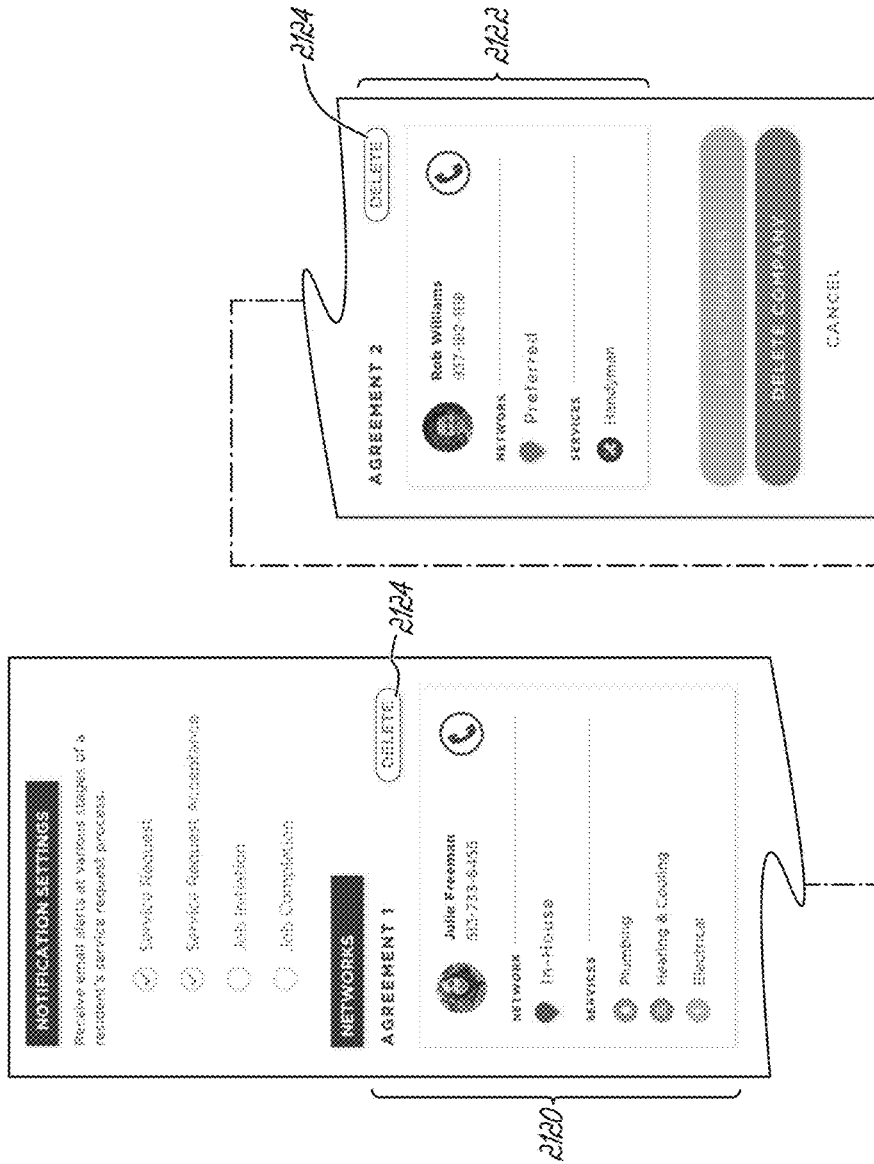 NOTIFICATION SETTINGS
Receive email alerts at various stages of a
resident's service request process.
Service Request
Service Request Acceptance
Job Initiation
Job Completion
NETWORKS
AGREEMENT 1
DELETE
2124
Julie Freeman
NETWORK
In-House
SERVICES
Plumbing
Heating & Cooling
Electrical
2120
AGREEMENT 2
DELETE
2124
Rob Williams
NETWORK
Preferred
SERVICES
Handyman
2122
DELETE COMPANY
CANCEL